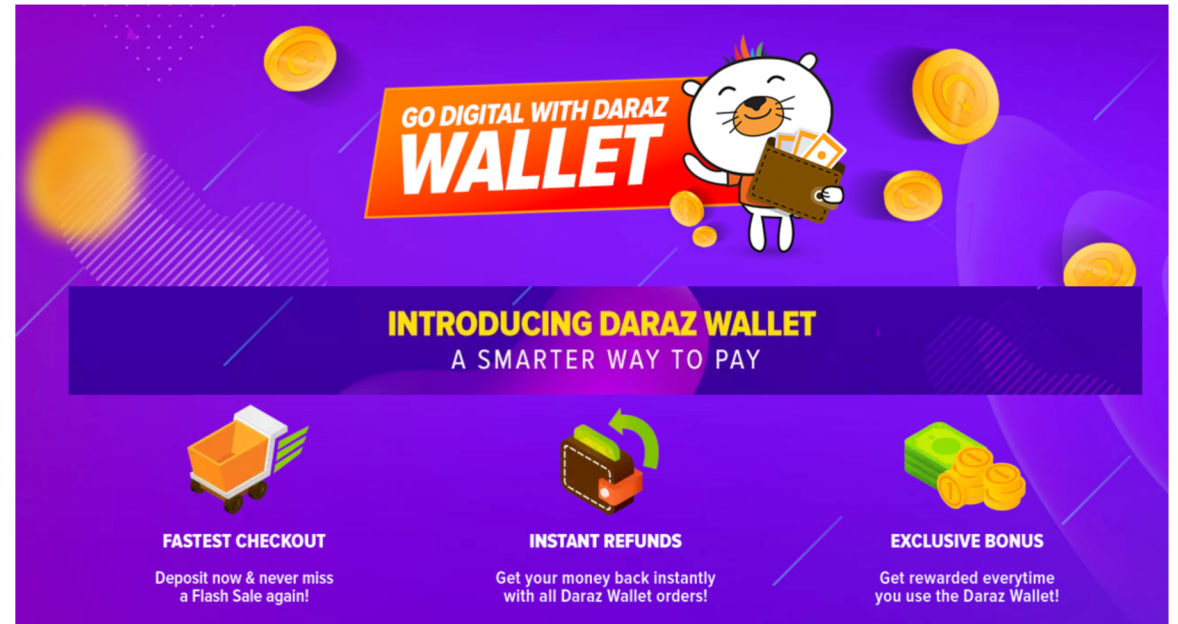 GO DIGITAL WITH DARAZ
WALLET
INTRODUCING DARAZ WALLET
A SMARTER WAY TO PAY
FASTEST CHECKOUT
Deposit now & never miss
a Flash Sale again!
INSTANT REFUNDS
Get your money back instantly
with all Daraz Wallet orders!
EXCLUSIVE BONUS
Get rewarded everytime
you use the Daraz Wallet!